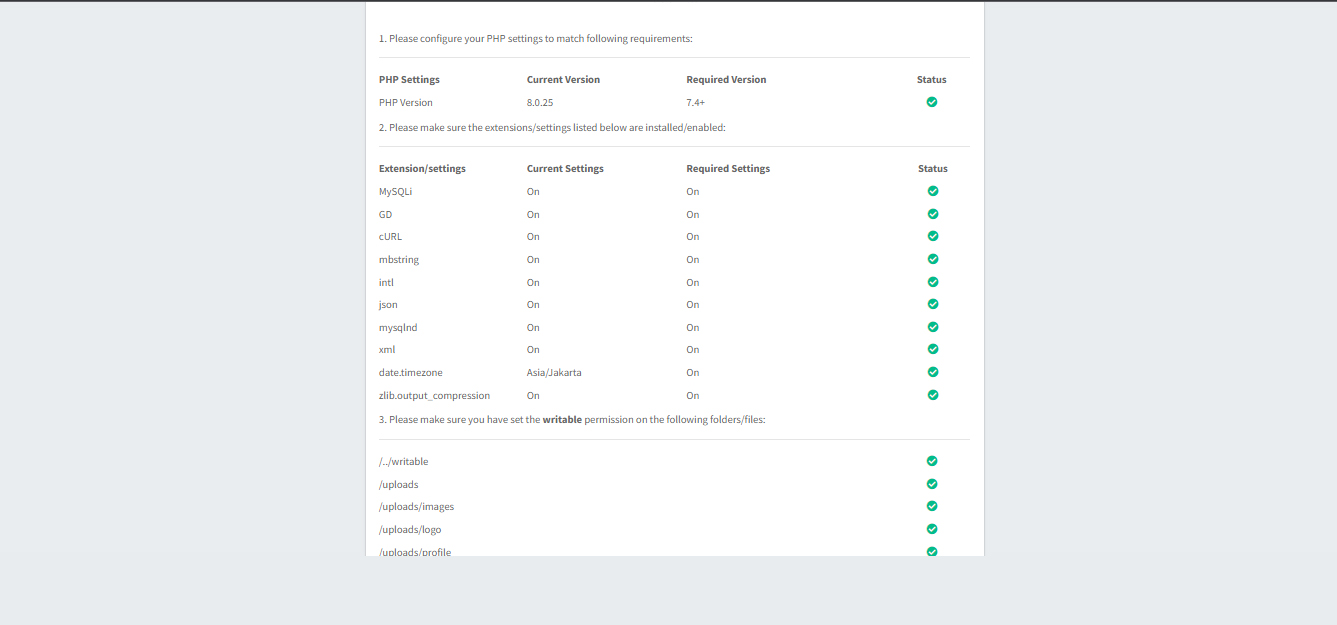 1. Please configure your PHP settings to match following requirements:
PHP Settings Current Version Required Version Status
PHP Version 8.0.25 7.4+
2. Please make sure the extensions/settings listed below are installed/enabled:
Extension/settings Current Settings Required Settings Status
MySQLi On On
GD On On
cURL On On
mbstring On On
intl On On
json On On
mysqlnd On On
xml On On
date.timezone Asia/Jakarta On
zlib.output_compression On On
3. Please make sure you have set the writable permission on the following folders/files:
/../writable
/uploads
/uploads/images
/uploads/logo
/uploads/profile